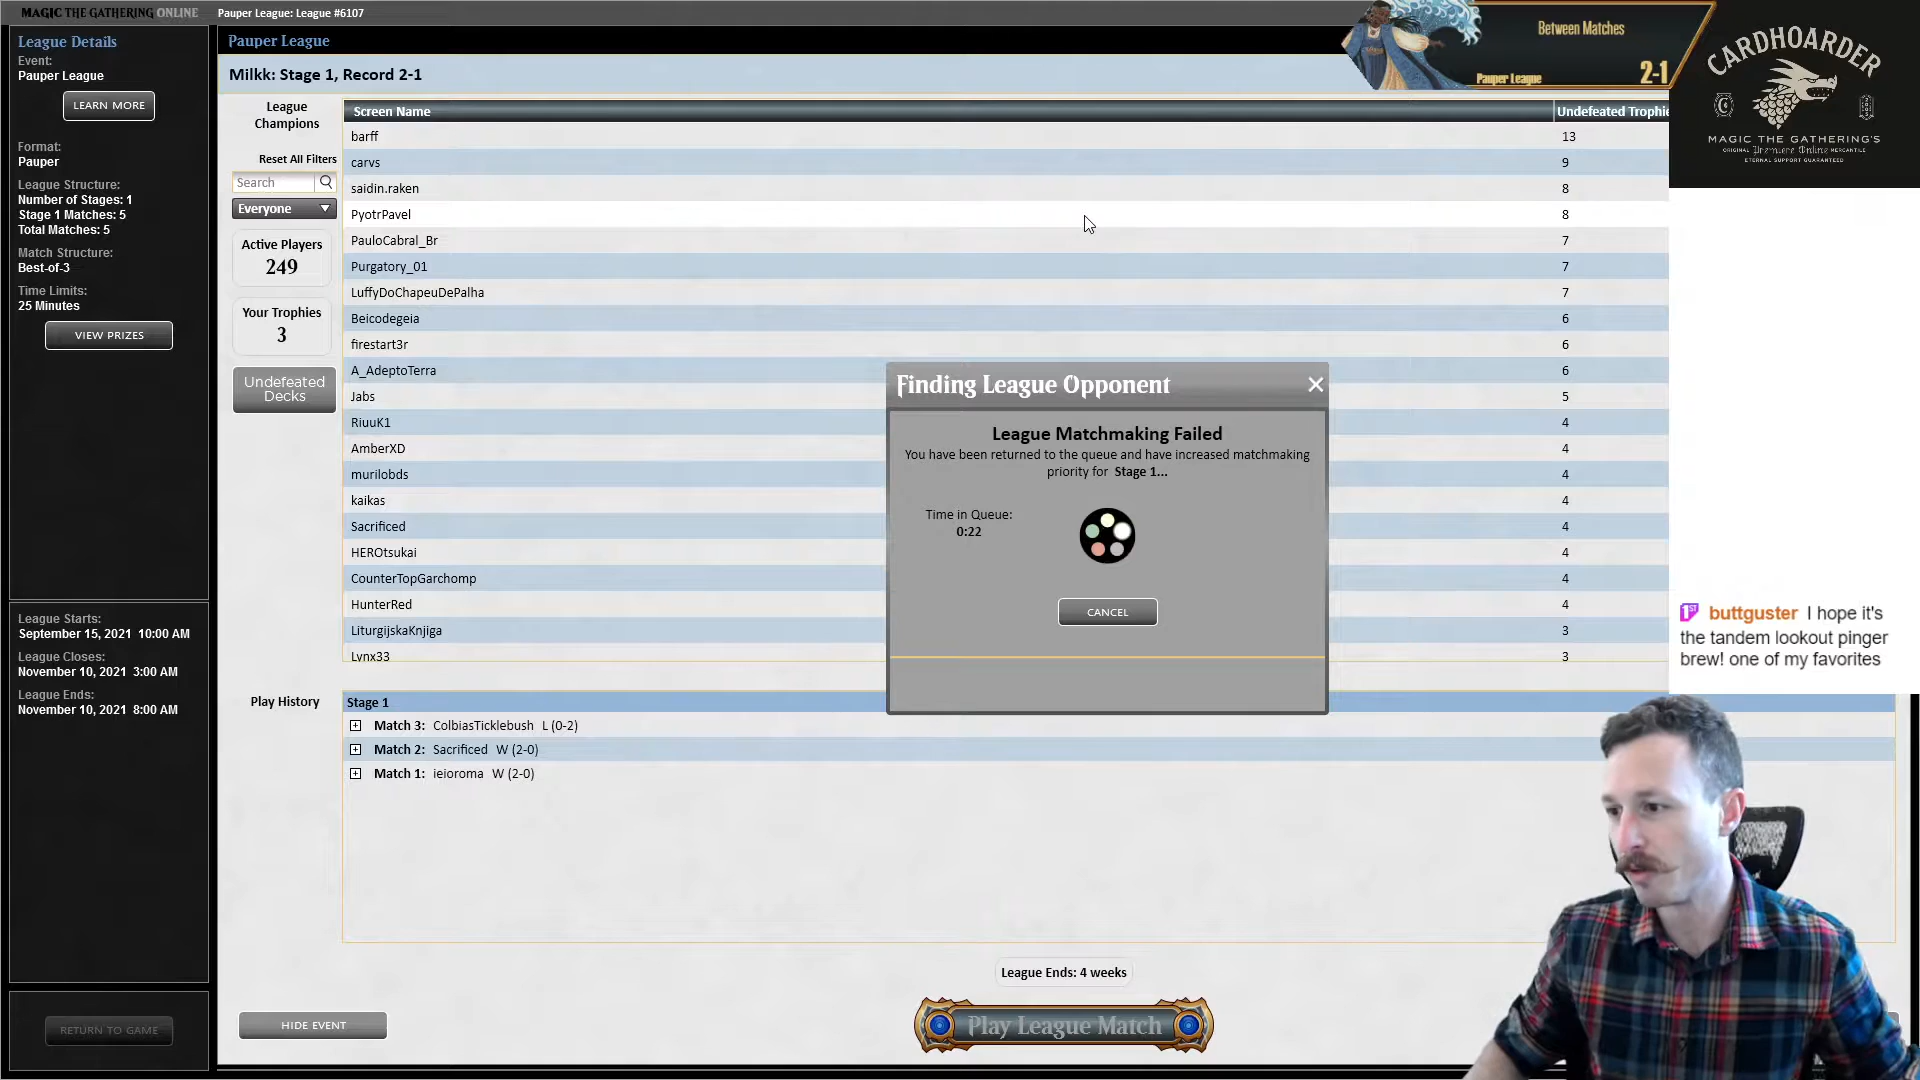 MAGIC THE GATHERING ONLINE
Pauper League: League #6107
League Details
Event:
Pauper League
LEARN MORE
Format:
Pauper
League Structure:
Number of Stages: 1
Stage 1 Matches: 5
Total Matches: 5
Match Structure:
Best-of-3
Time Limits:
25 Minutes
VIEW PRIZES
League Starts:
September 15, 2021 10:00 AM
League Closes:
November 10, 2021 3:00 AM
League Ends:
November 10, 2021 8:00 AM
RETURN TO GAME
Pauper League
Milkk: Stage 1, Record 2-1
League
Champions
Reset All Filters
Search
Everyone
Active Players
249
Your Trophies
3
Undefeated
Decks
Screen Name Undefeated Trophie
barff 13
carvs 9
saidin.raken 8
PyotrPavel 8
PauloCabral_Br 7
Purgatory_01 7
LuffyDoChapeuDePalha 7
Beicodegeia 6
firestart3r 6
A_AdeptoTerra 6
Jabs 5
RiuuK1 4
AmberXD 4
murilobds 4
kaikas 4
Sacrificed 4
HEROtsukai 4
CounterTopGarchomp 4
HunterRed 4
LiturgijskaKnjiga 3
Lynx33 3
Finding League Opponent
League Matchmaking Failed
You have been returned to the queue and have increased matchmaking
priority for Stage 1...
Time in Queue:
0:22
CANCEL
Play History
Stage 1
Match 3: ColbiasTicklebush L (0-2)
Match 2: Sacrificed W (2-0)
Match 1: ieioroma W (2-0)
League Ends: 4 weeks
HIDE EVENT
Play League Match
Between Matches
Pauper League
2-1
CARDHOARDER
MAGIC THE GATHERING'S
ORIGINAL Premiere Online MERCANTILE
ETERNAL SUPPORT GUARANTEED
1ST buttguster I hope it's
the tandem lookout pinger
brew! one of my favorites